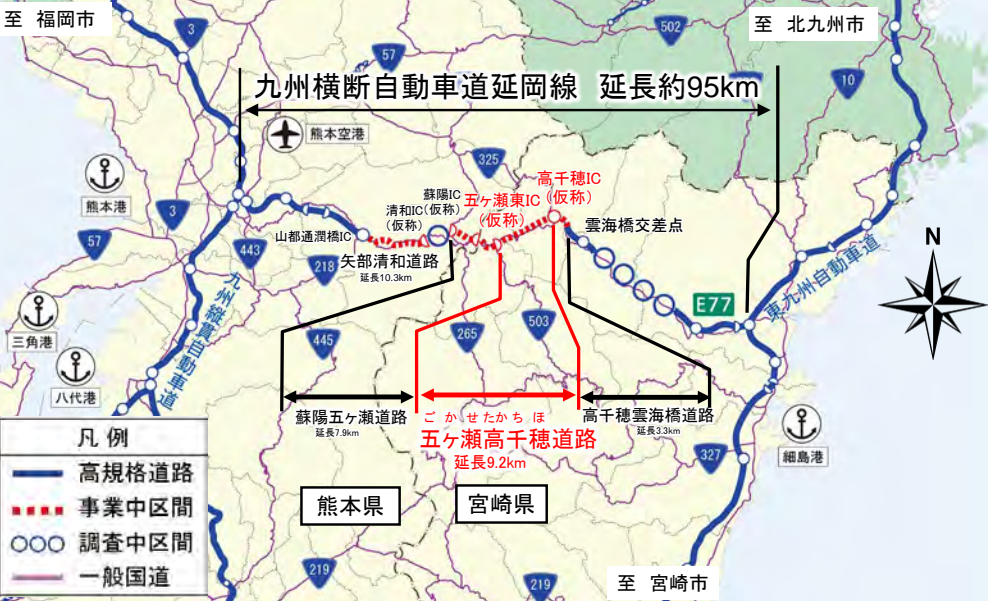 至 福岡市
至 北九州市
3
57
502
10
九州横断自動車道延岡線 延長約95km
熊本空港
325
熊本港
高千穂IC
(仮称)
蘇陽IC
(仮称)
五ヶ瀬東IC
(仮称)
清和IC
(仮称)
雲海橋交差点
3
山都通潤橋IC
57
443
218
矢部清和道路
延長10.3km
N
E77
東九州自動車道
九州縦貫自動車道
三角港
445
265
503
八代港
蘇陽五ヶ瀬道路
延長7.9km
ごかせたかちほ
五ヶ瀬高千穂道路
延長9.2km
高千穂雲海橋道路
延長3.3km
細島港
327
凡例
高規格道路
事業中区間
調査中区間
一般国道
熊本県
宮崎県
219
219
至 宮崎市